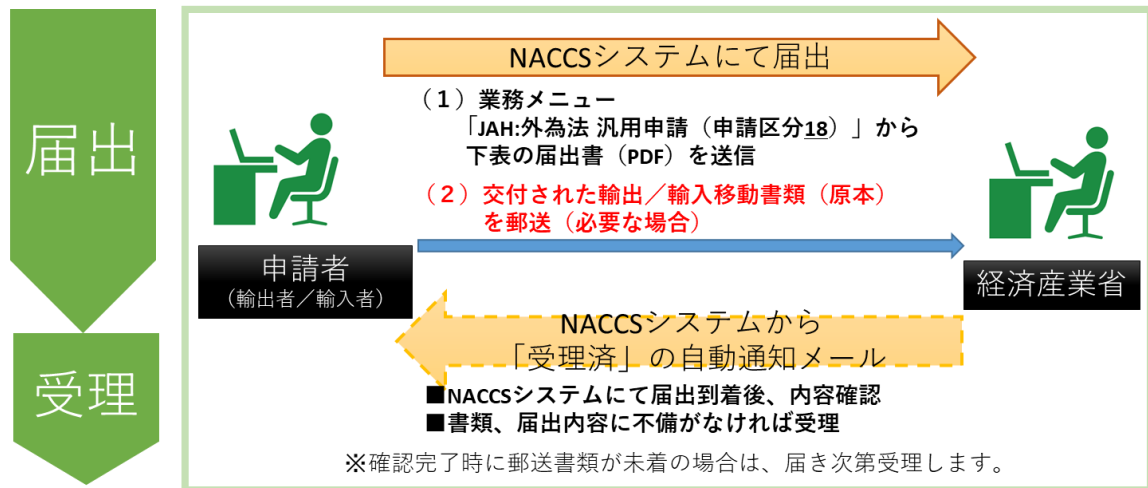 届出
NACCSシステムにて届出
（１）業務メニュー
「JAH:外為法 汎用申請（申請区分18）」から
下表の届出書（PDF）を送信
（２）交付された輸出／輸入移動書類（原本）
を郵送（必要な場合）
申請者
（輸出者／輸入者）
経済産業省
受理
NACCSシステムから
「受理済」の自動通知メール
■NACCSシステムにて届出到着後、内容確認
■書類、届出内容に不備がなければ受理
※確認完了時に郵送書類が未着の場合は、届き次第受理します。